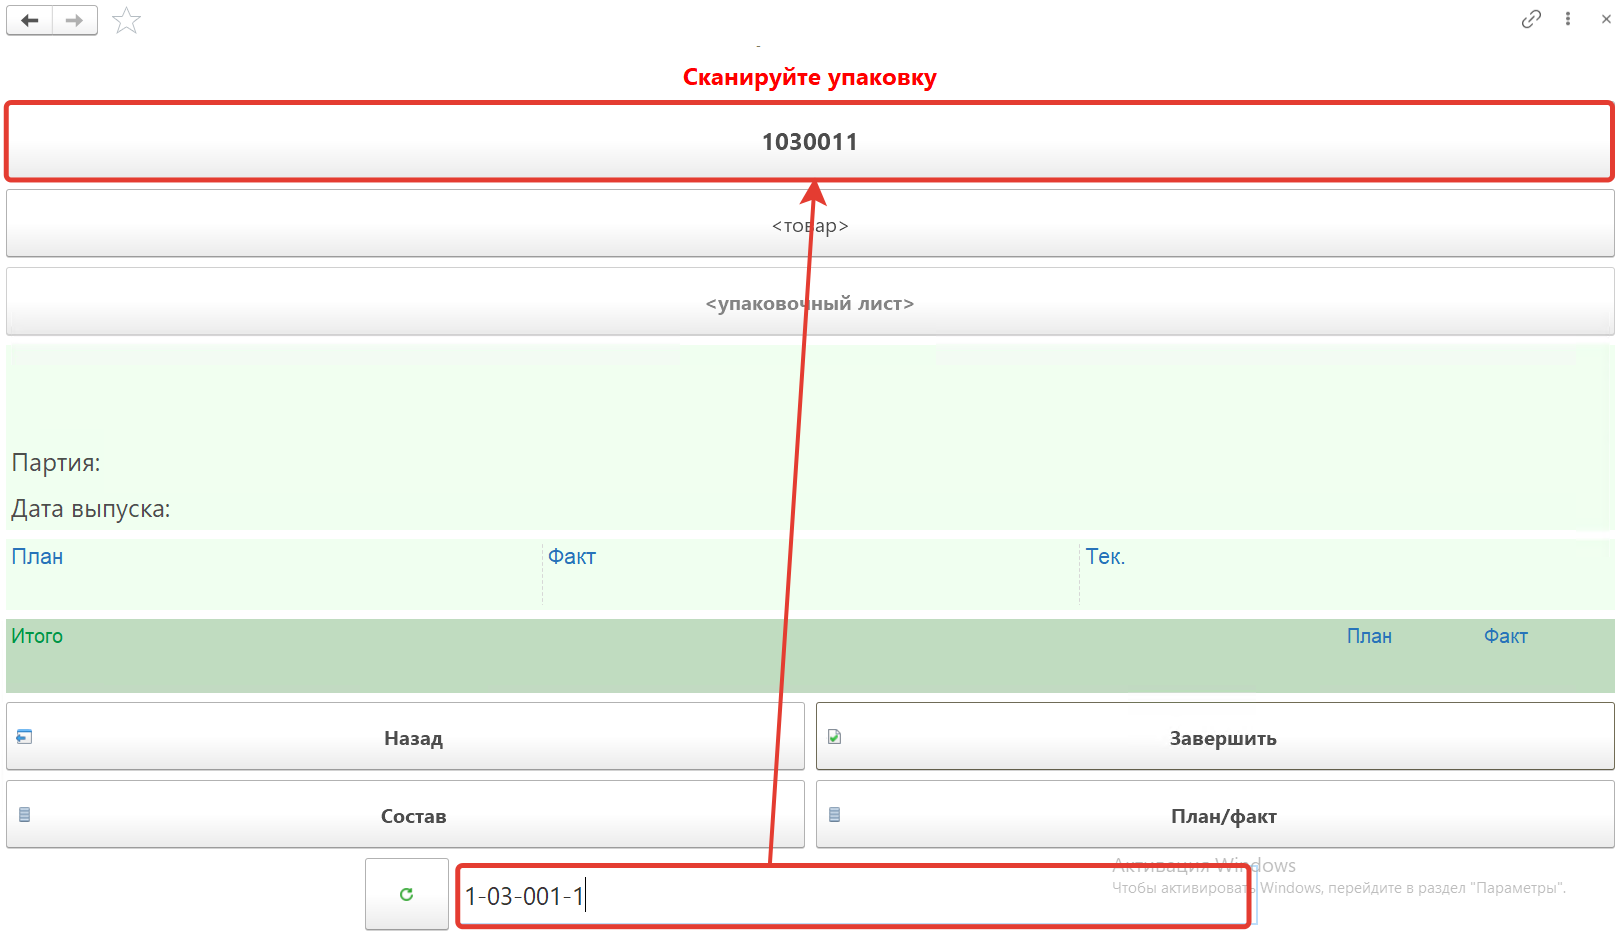 Сканируйте упаковку
1030011
<товар>
<упаковочный лист>
Партия:
Дата выпуска:
План Факт Тек.
Итого План Факт
Назад Завершить
Состав План/факт
Активация Windows
1-03-001-1
Чтобы активировать Windows, перейдите в раздел "Параметры".